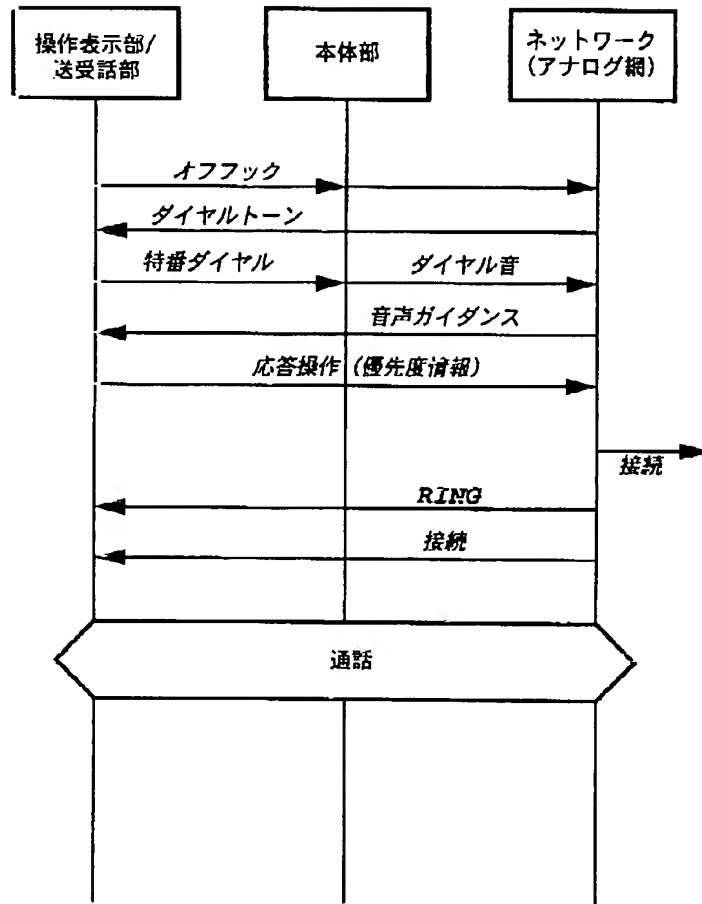 操作表示部/
送受話部
本体部
ネットワーク
(アナログ網)
オフフック
ダイヤルトーン
特番ダイヤル
ダイヤル音
音声ガイダンス
応答操作(優先度情報)
接続
RING
接続
通話